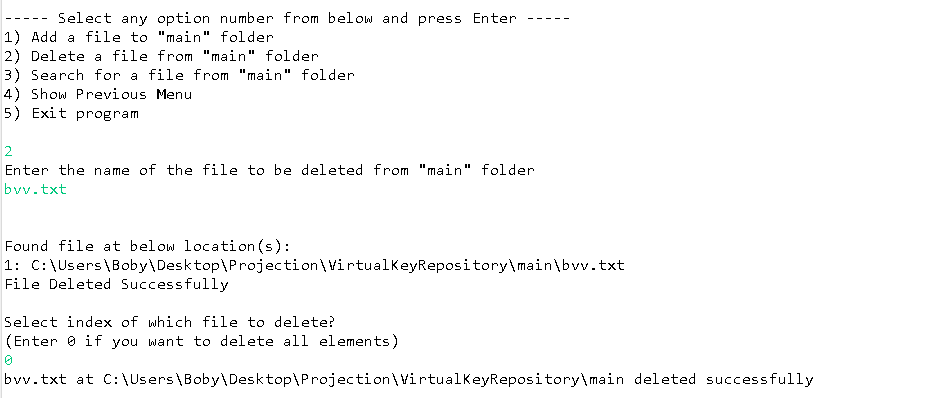 ----- Select any option number from below and press Enter -----
1) Add a file to "main" folder
2) Delete a file from "main" folder
3) Search for a file from "main" folder
4) Show Previous Menu
5) Exit program
2
Enter the name of the file to be deleted from "main" folder
bvv.txt
Found file at below location(s):
1: C:\Users\Boby\Desktop\Projection\VirtualKeyRepository\main\bvv.txt
File Deleted Successfully
Select index of which file to delete?
(Enter 0 if you want to delete all elements)
0
bvv.txt at C:\Users\Boby\Desktop\Projection\VirtualKeyRepository\main deleted successfully